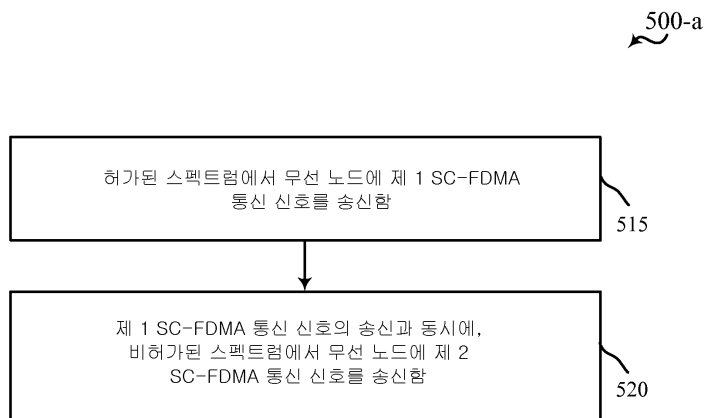 500-a
허가된 스펙트럼에서 무선 노드에 제 1 SC-FDMA
통신 신호를 송신함
515
제 1 SC-FDMA 통신 신호의 송신과 동시에,
비허가된 스펙트럼에서 무선 노드에 제 2
SC-FDMA 통신 신호를 송신함
520